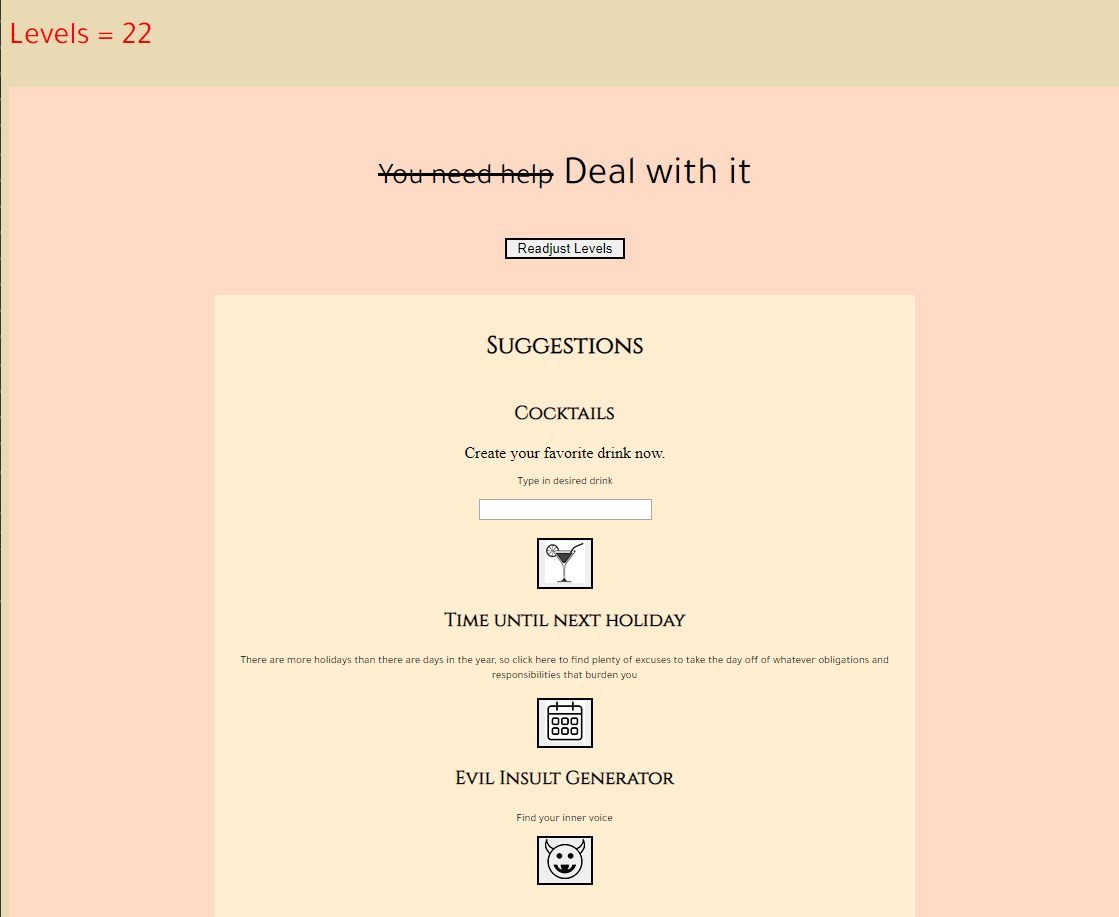 Levels = 22
You need help Deal with it
Readjust Levels
Suggestions
Cocktails
Create your favorite drink now.
Type in desired drink
Time until next holiday
There are more holidays than there are days in the year, so click here to find plenty of excuses to take the day off of whatever obligations and
responsibilities that burden you
Evil Insult Generator
Find your inner voice